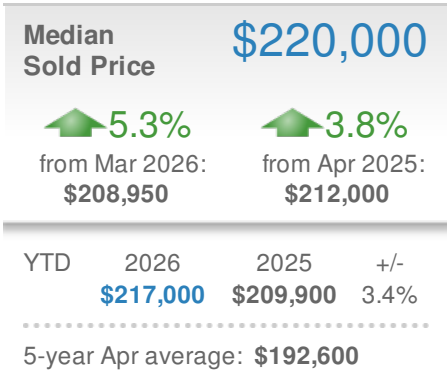 Median
Sold Price
$220,000
5.3%
from Mar 2026:
$208,950
3.8%
from Apr 2025:
$212,000
YTD 2026 2025 +/-
$217,000 $209,900 3.4%
5-year Apr average: $192,600